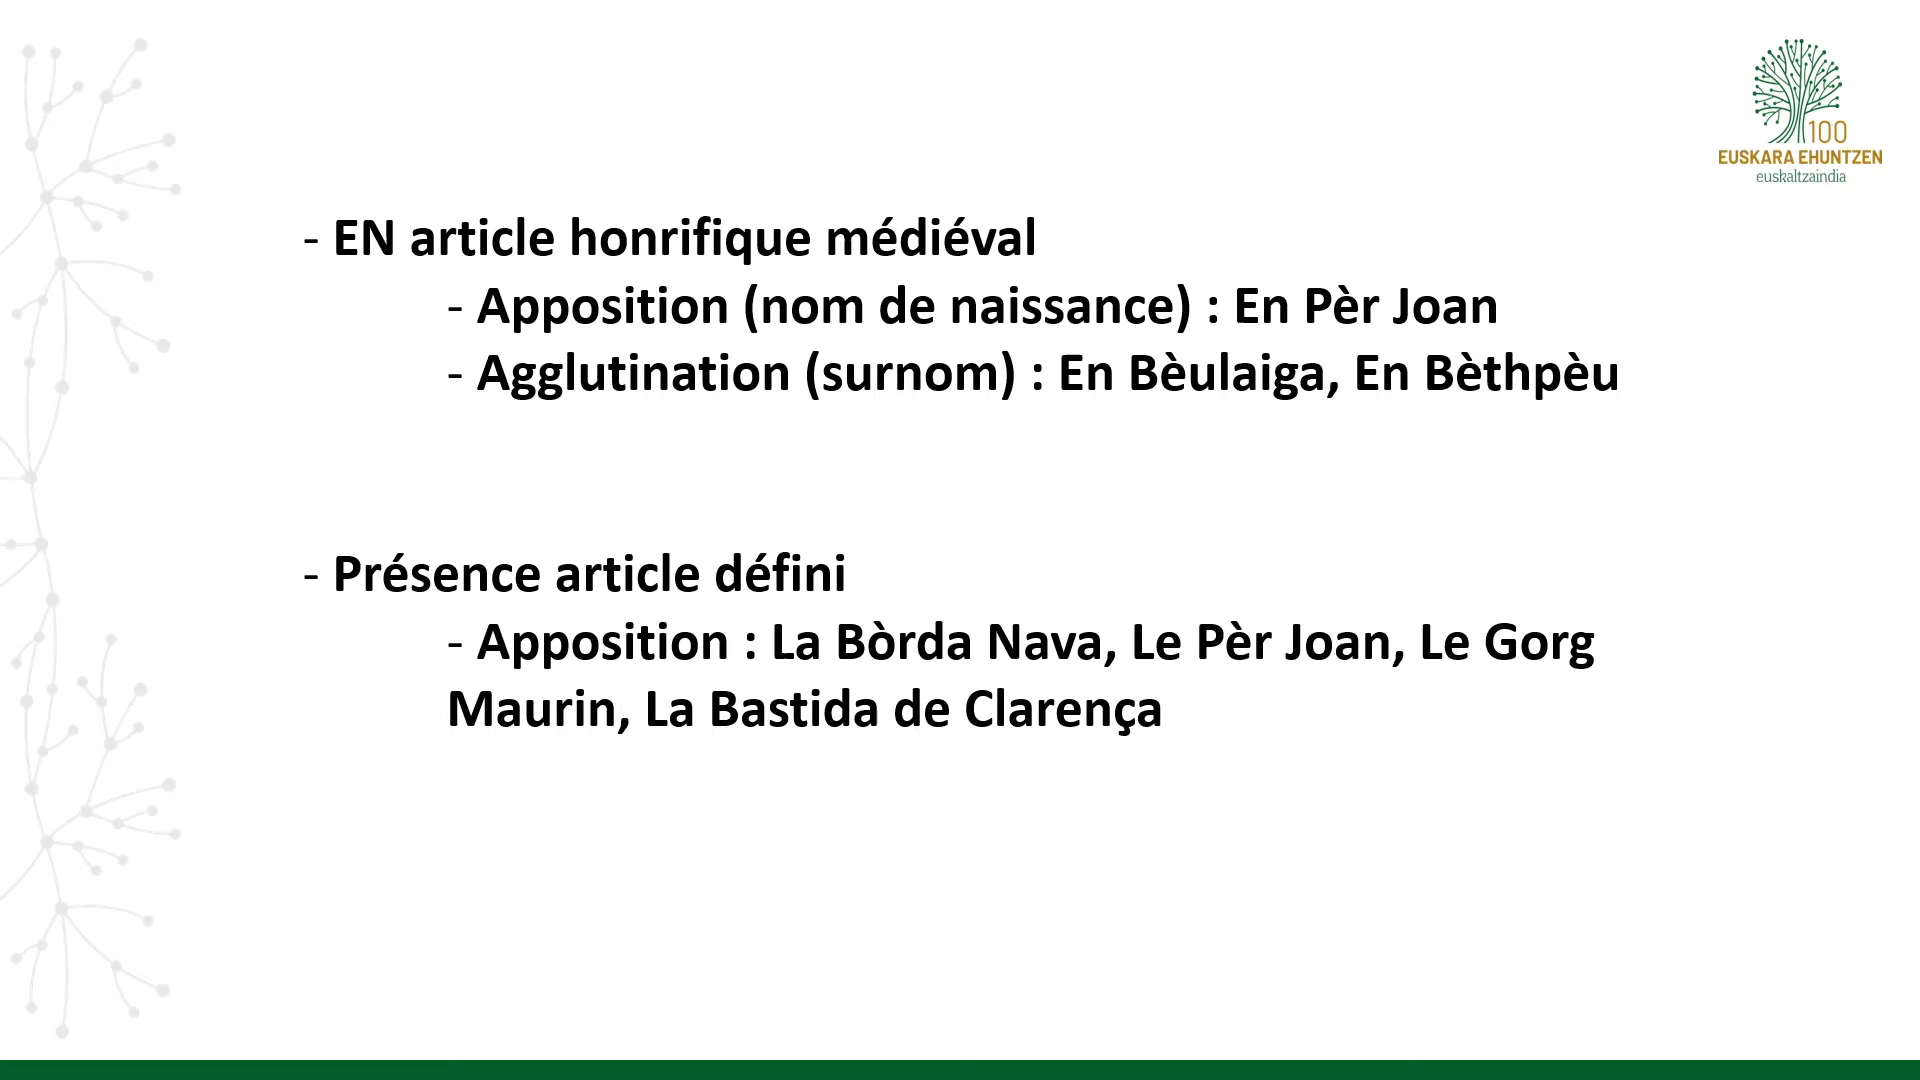 100
EUSKARA EHUNTZEN
euskaltzaindia
- EN article honrifique médiéval
- Apposition (nom de naissance) : En Pèr Joan
- Agglutination (surnom) : En Bèulaiga, En Bèthpèu
- Présence article défini
- Apposition : La Bòrda Nava, Le Pèr Joan, Le Gorg
Maurin, La Bastida de Clarença